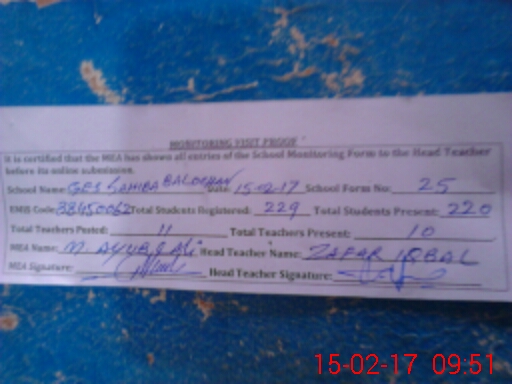 MONITORING VISIT PROOF
It is certified that the MEA has shown all entries of the School Monitoring Form to the Head Teacher
before its online submission.
School Name: GES SAHIBA BALOCHAN Date: 15-02-17 School Form No: 25
EMIS Code: 38450062 Total Students Registered: 229 Total Students Present: 220
Total Teachers Posted: 11 Total Teachers Present: 10
MEA Name: M. AYUB Head Teacher Name: ZAFAR IQBAL
MEA Signature: Head Teacher Signature:
15-02-17 09:51